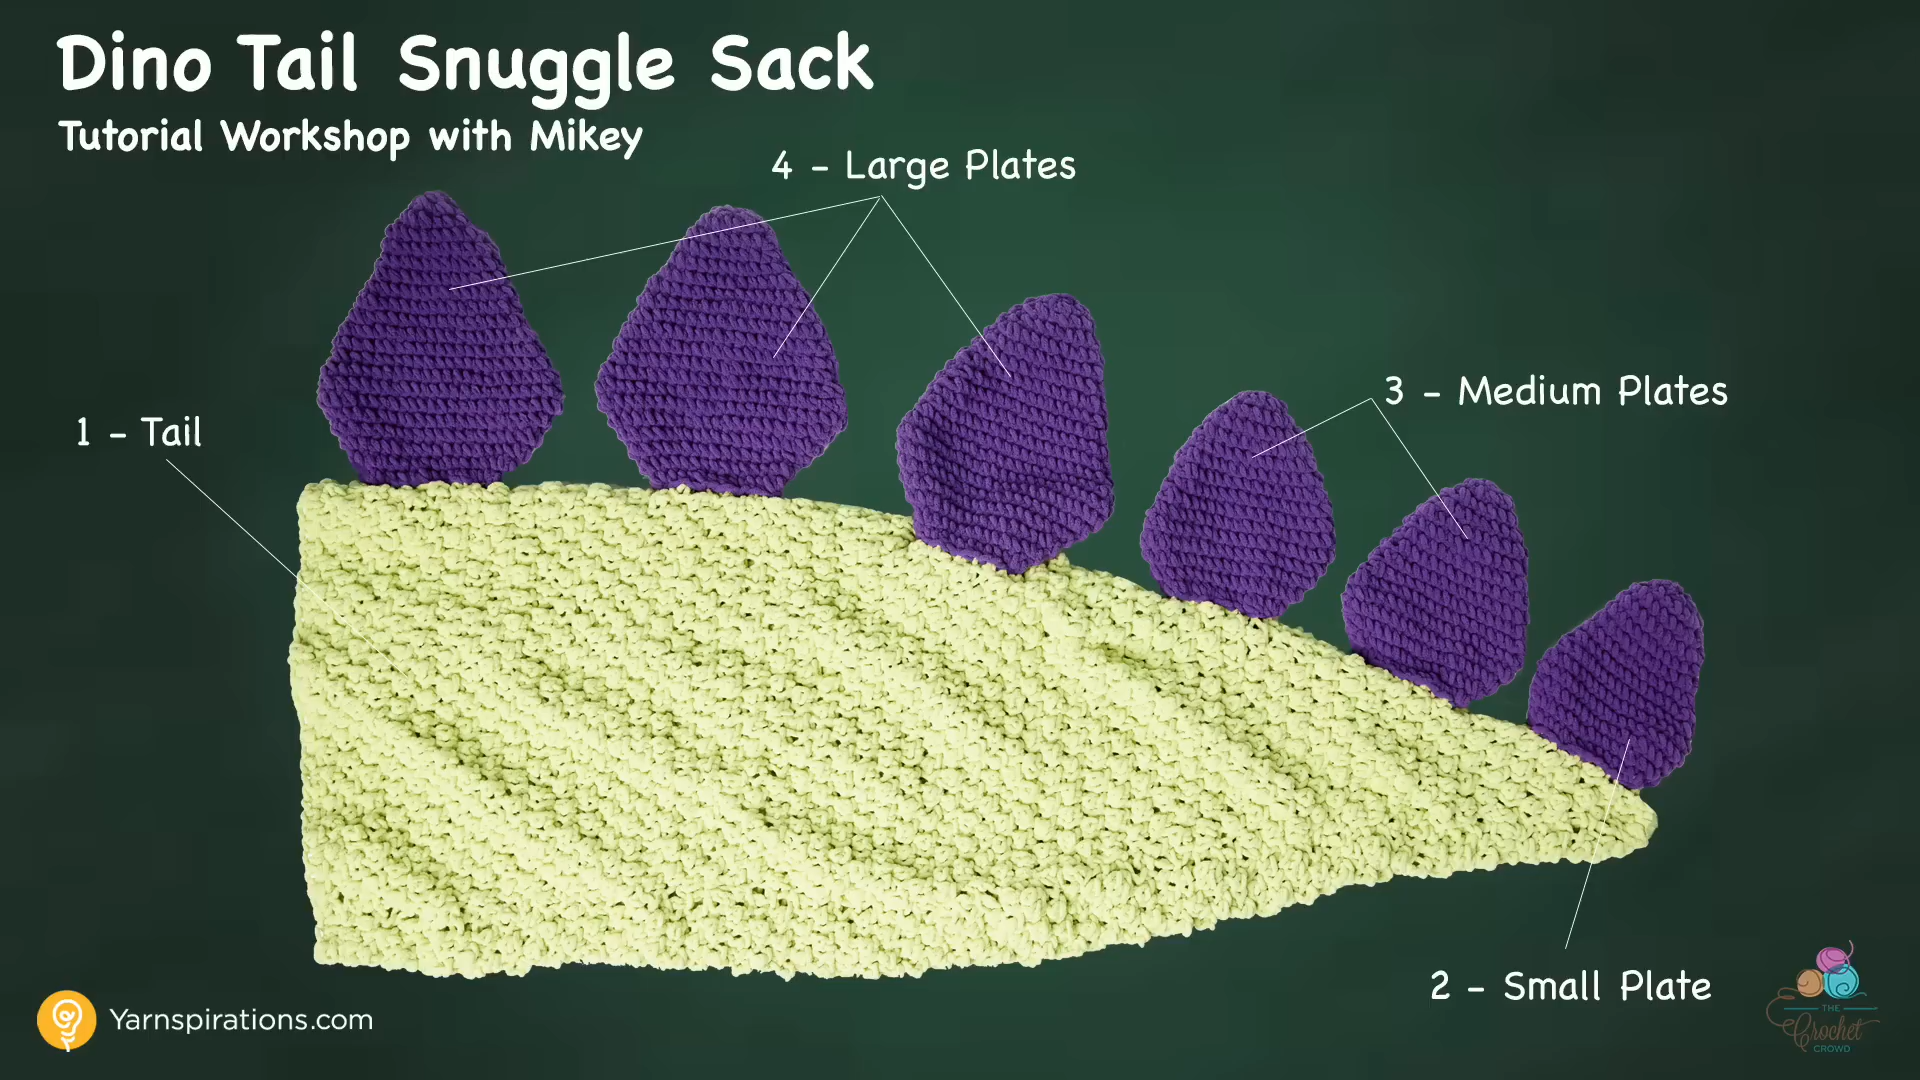 Dino Tail Snuggle Sack
Tutorial Workshop with Mikey
4 - Large Plates
3 - Medium Plates
1 - Tail
2 - Small Plate
Yarnspirations.com
THE
Crochet
CROWD